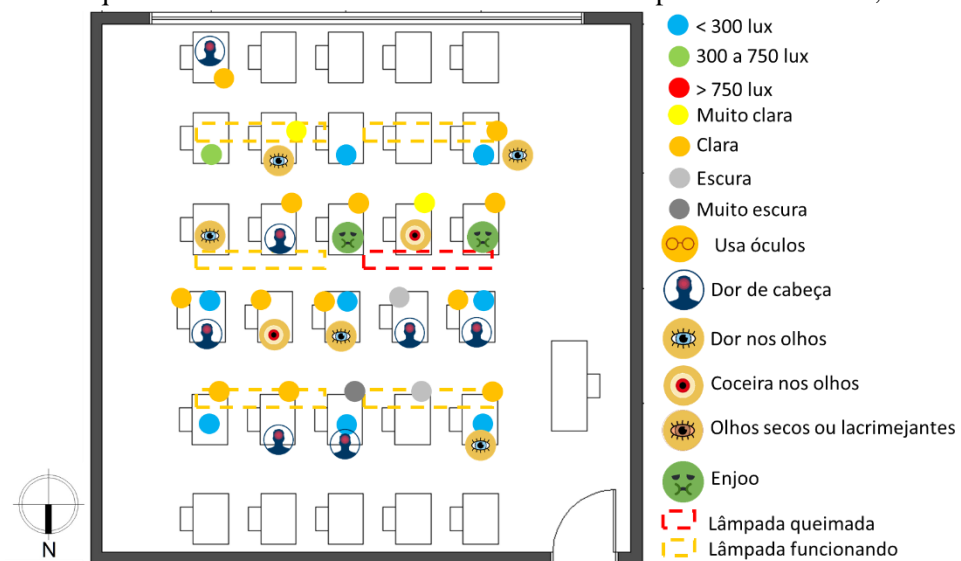 < 300 lux
300 a 750 lux
> 750 lux
Muito clara
Clara
Escura
Muito escura
Usa óculos
Dor de cabeça
Dor nos olhos
Coceira nos olhos
Olhos secos ou lacrimejantes
Enjoo
Lâmpada queimada
Lâmpada funcionando
N